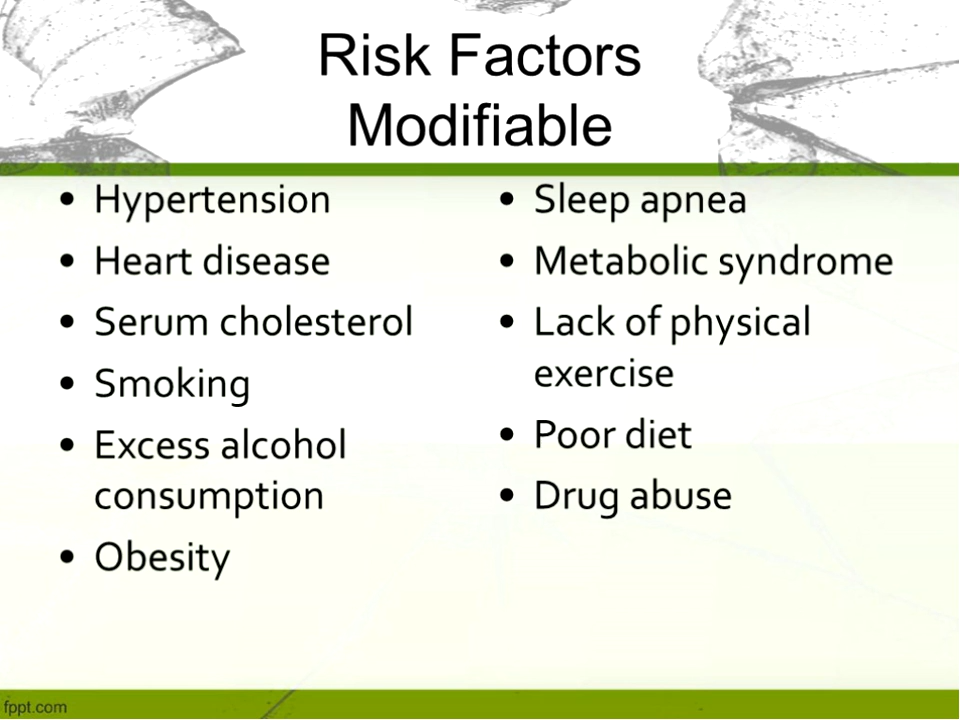 Risk Factors
Modifiable
• Hypertension
• Heart disease
• Serum cholesterol
• Smoking
• Excess alcohol
consumption
• Obesity
• Sleep apnea
• Metabolic syndrome
• Lack of physical
exercise
• Poor diet
• Drug abuse
fppt.com